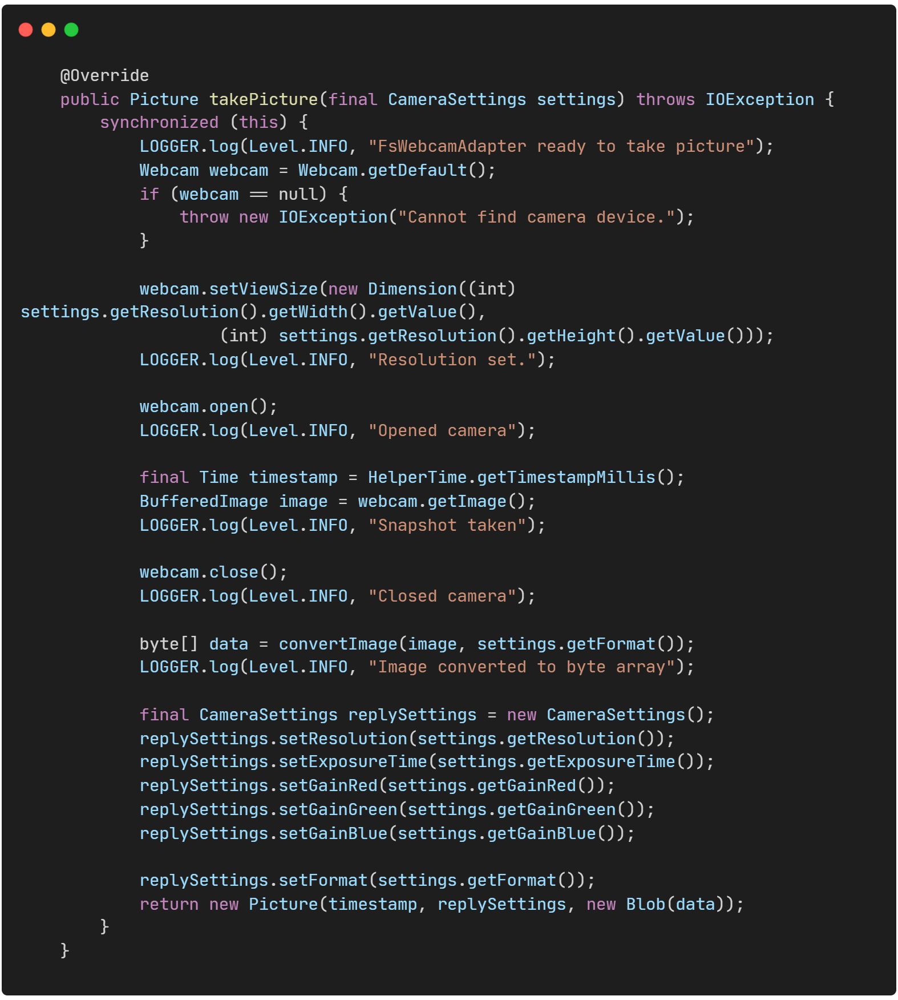 @Override
public Picture takePicture(final CameraSettings settings) throws IOException {
synchronized (this) {
LOGGER.log(Level.INFO, "FsWebcamAdapter ready to take picture");
Webcam webcam = Webcam.getDefault();
if (webcam == null) {
throw new IOException("Cannot find camera device.");
}
webcam.setViewSize(new Dimension((int)
settings.getResolution().getWidth().getValue(),
(int) settings.getResolution().getHeight().getValue()));
LOGGER.log(Level.INFO, "Resolution set.");
webcam.open();
LOGGER.log(Level.INFO, "Opened camera");
final Time timestamp = HelperTime.getTimestampMillis();
BufferedImage image = webcam.getImage();
LOGGER.log(Level.INFO, "Snapshot taken");
webcam.close();
LOGGER.log(Level.INFO, "Closed camera");
byte[] data = convertImage(image, settings.getFormat());
LOGGER.log(Level.INFO, "Image converted to byte array");
final CameraSettings replySettings = new CameraSettings();
replySettings.setResolution(settings.getResolution());
replySettings.setExposureTime(settings.getExposureTime());
replySettings.setGainRed(settings.getGainRed());
replySettings.setGainGreen(settings.getGainGreen());
replySettings.setGainBlue(settings.getGainBlue());
replySettings.setFormat(settings.getFormat());
return new Picture(timestamp, replySettings, new Blob(data));
}
}